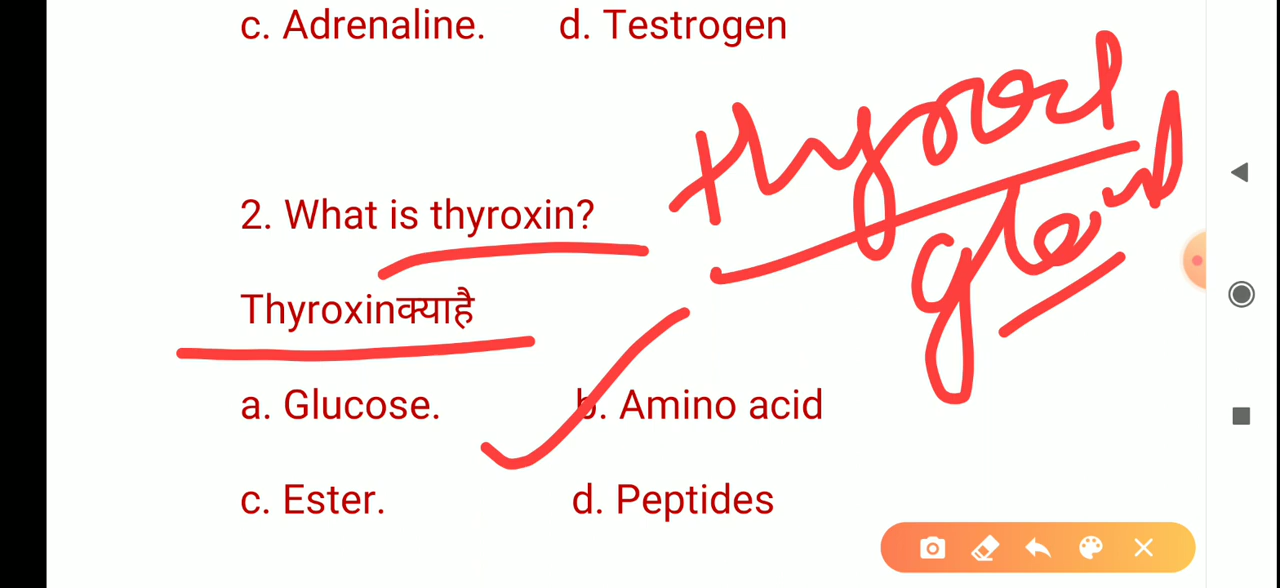 c. Adrenaline. d. Testrogen
thyroid
gland
2. What is thyroxin?
Thyroxinक्याहै
a. Glucose. b. Amino acid
c. Ester. d. Peptides